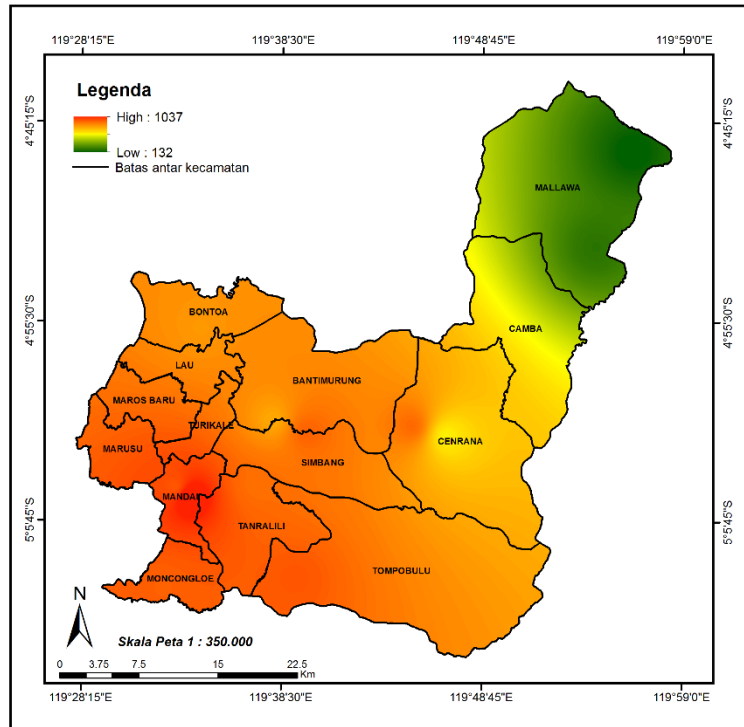 119°28'15"E 119°38'30"E 119°48'45"E 119°59'0"E
4°45'15"S
4°45'15"S
Legenda
High : 1037
Low : 132
Batas antar kecamatan
MALLAWA
BONTOA
4°55'30"S
4°55'30"S
CAMBA
LAU
BANTIMURUNG
MAROS BARU
TURIKALE
CENRANA
MARUSU
SIMBANG
MANDAI
5°5'45"S
5°5'45"S
TANRALILI
TOMPOBULU
MONCONGLOE
N
Skala Peta 1 : 350.000
0 3.75 7.5 15 22.5
Km
119°28'15"E 119°38'30"E 119°48'45"E 119°59'0"E